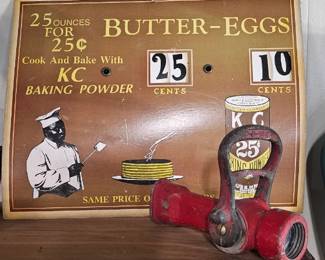 25 OUNCES
FOR
25¢
Cook And Bake With
KC
BAKING POWDER
BUTTER-EGGS
25 10
CENTS CENTS
K C
25¢
SAME PRICE